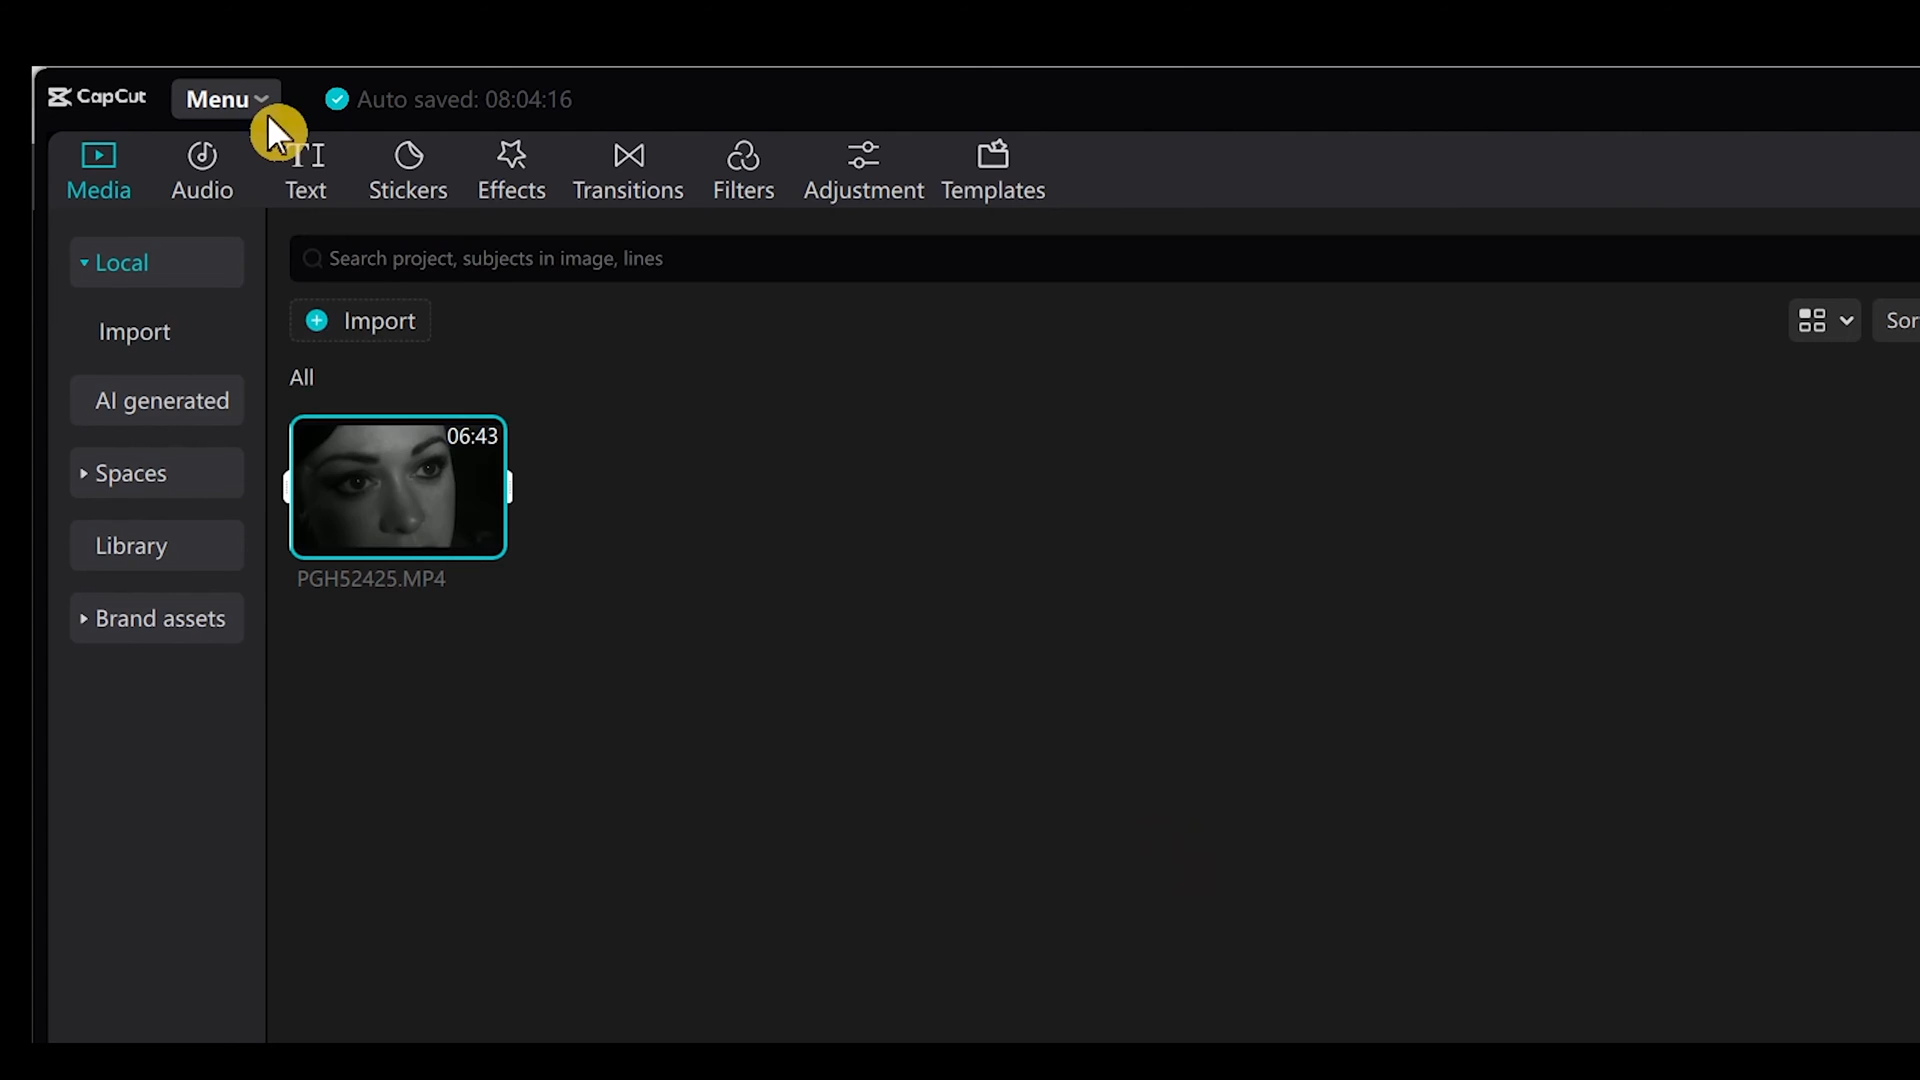 CapCut Menu Auto saved: 08:04:16
Media Audio Text Stickers Effects Transitions Filters Adjustment Templates
Local
Search project, subjects in image, lines
Import
Import
Sor
All
AI generated
06:43
Spaces
Library
PGH52425.MP4
Brand assets